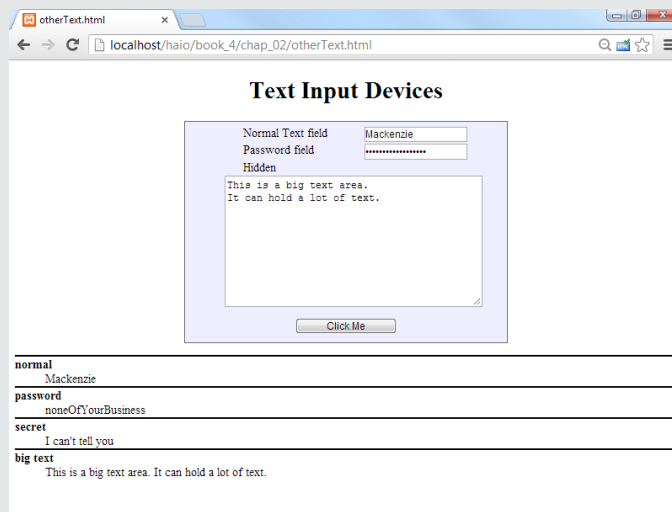 otherText.html
localhost/haio/book_4/chap_02/otherText.html
Text Input Devices
Normal Text field Mackenzie
Password field ••••••••••••••••••
Hidden
This is a big text area.
It can hold a lot of text.
Click Me
normal
Mackenzie
password
noneOfYourBusiness
secret
I can't tell you
big text
This is a big text area. It can hold a lot of text.